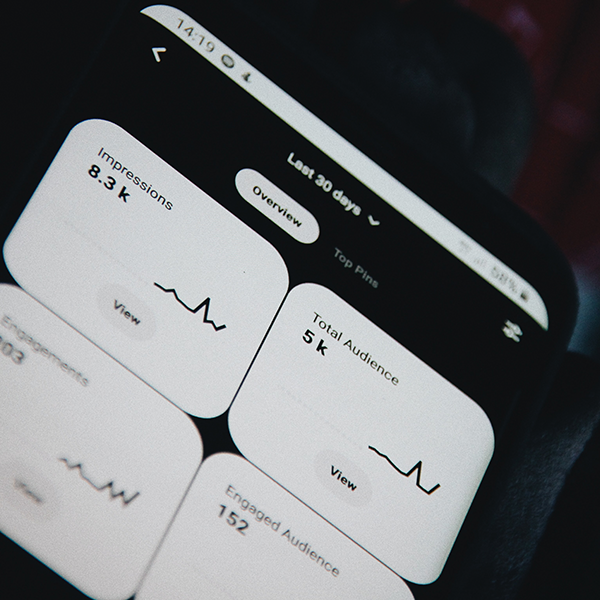 14:19
Last 30 days
Overview
Top Pins
Impressions
8.3 k
View
Total Audience
5 k
View
Engagements
View
Engaged Audience
152